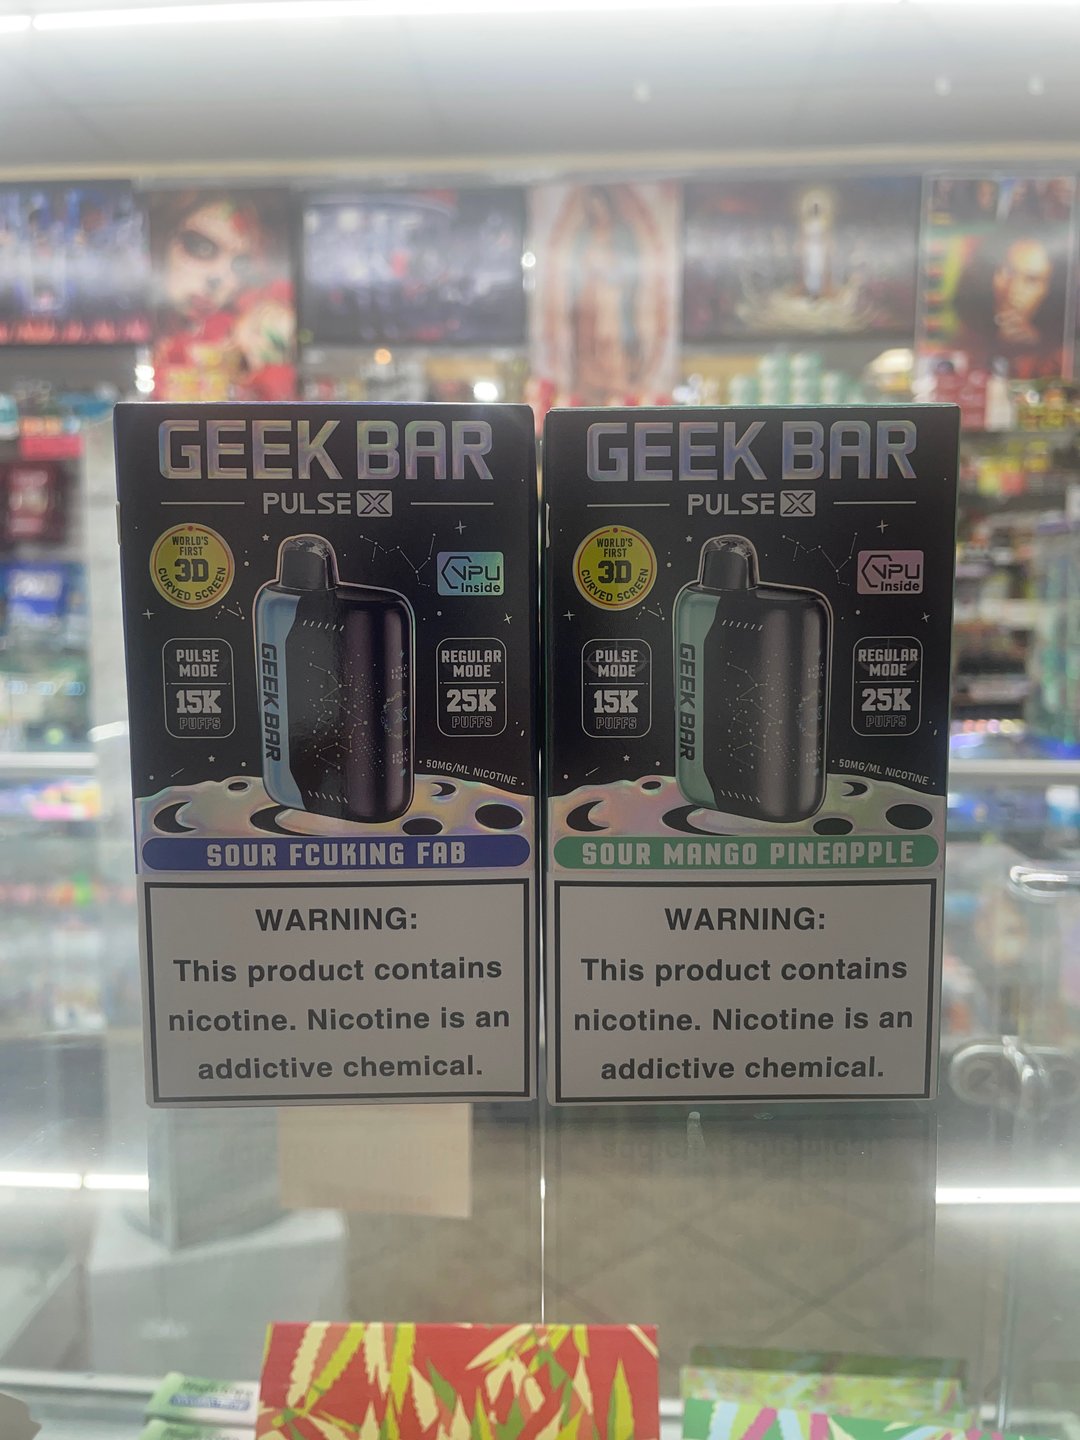 GEEK BAR
PULSE X
WORLD'S
FIRST
3D
CURVED SCREEN
VPU
Inside
PULSE
MODE
15K
PUFFS
REGULAR
MODE
25K
PUFFS
GEEK BAR
50MG/ML NICOTINE
SOUR FCUKING FAB
WARNING:
This product contains
nicotine. Nicotine is an
addictive chemical.
GEEK BAR
PULSE X
WORLD'S
FIRST
3D
CURVED SCREEN
VPU
Inside
PULSE
MODE
15K
PUFFS
REGULAR
MODE
25K
PUFFS
GEEK BAR
50MG/ML NICOTINE
SOUR MANGO PINEAPPLE
WARNING:
This product contains
nicotine. Nicotine is an
addictive chemical.